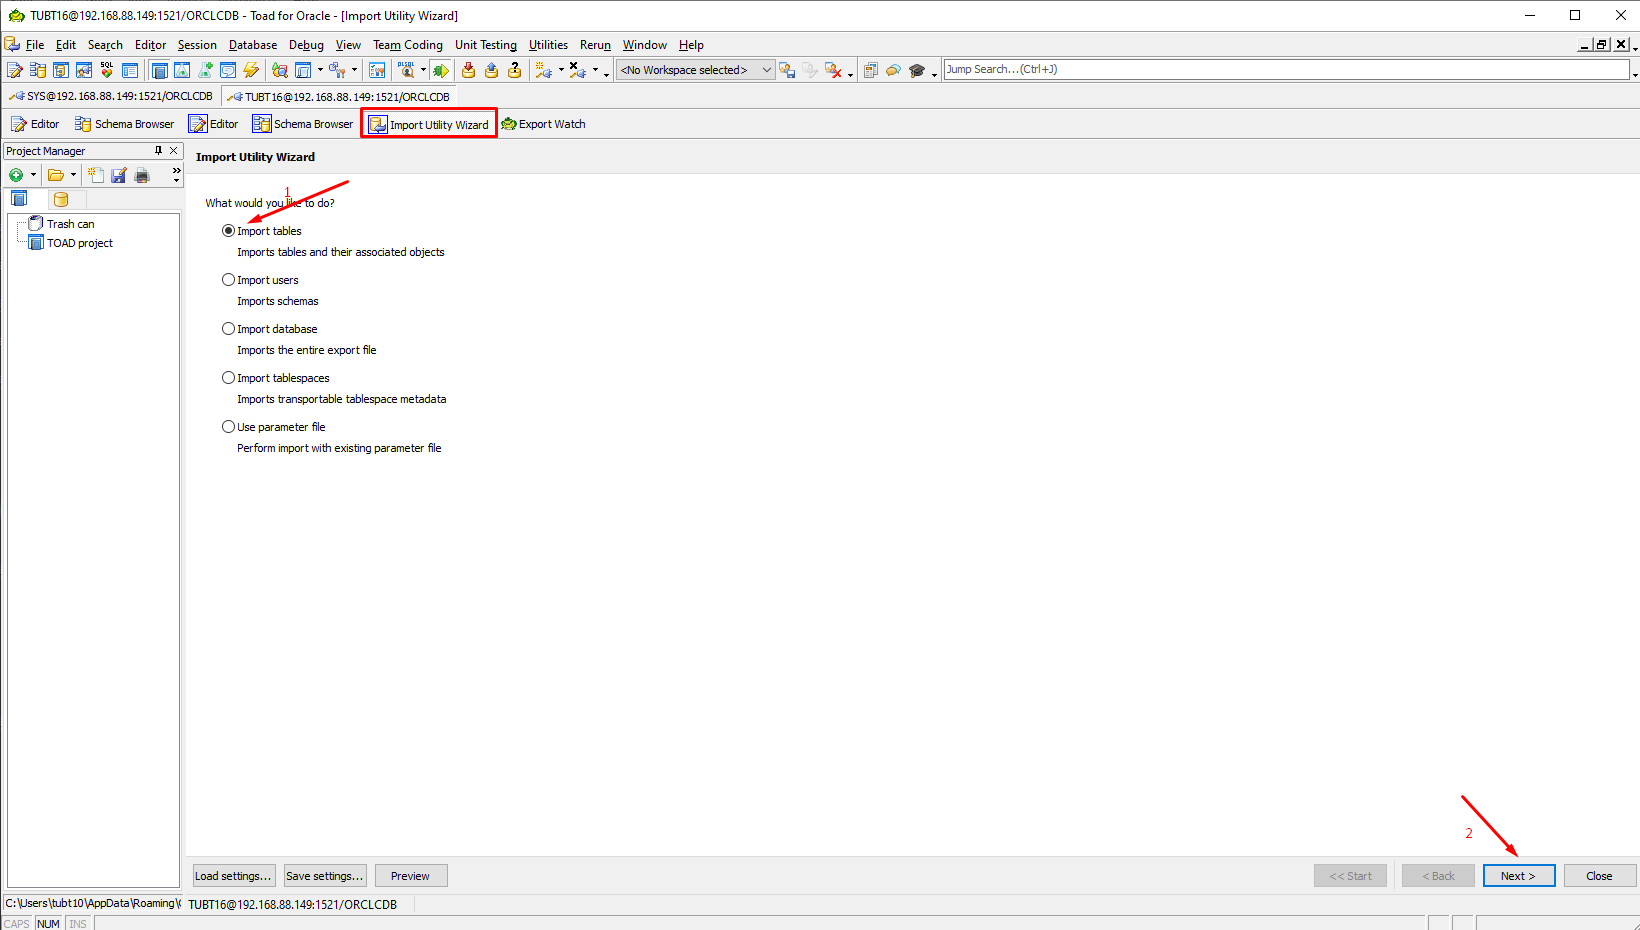 TUBT16@192.168.88.149:1521/ORCLCDB - Toad for Oracle - [Import Utility Wizard]
File Edit Search Editor Session Database Debug View Team Coding Unit Testing Utilities Rerun Window Help
SQL PLSQL <No Workspace selected> Jump Search...(Ctrl+J)
SYS@192.168.88.149:1521/ORCLCDB TUBT16@192.168.88.149:1521/ORCLCDB
Editor Schema Browser Editor Schema Browser Import Utility Wizard Export Watch
Project Manager
Import Utility Wizard
1
What would you like to do?
Trash can
TOAD project
Import tables
Imports tables and their associated objects
Import users
Imports schemas
Import database
Imports the entire export file
Import tablespaces
Imports transportable tablespace metadata
Use parameter file
Perform import with existing parameter file
2
Load settings... Save settings... Preview << Start < Back Next > Close
C:\Users\tubt10\AppData\Roaming\ TUBT16@192.168.88.149:1521/ORCLCDB
CAPS NUM INS